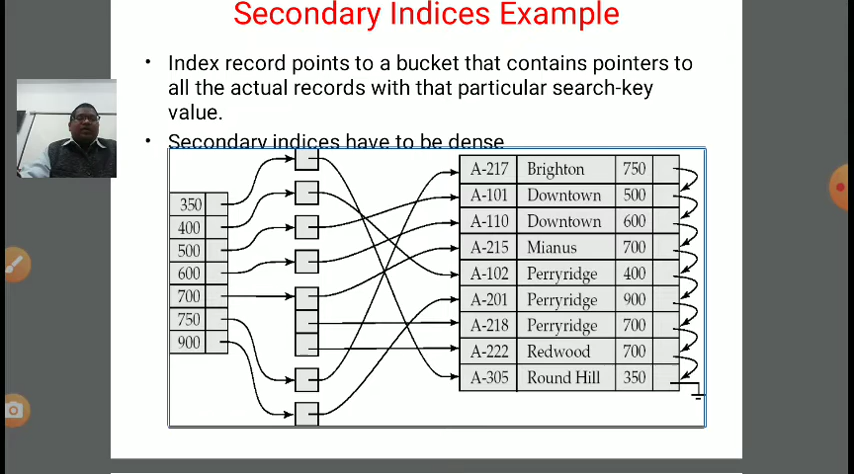 Secondary Indices Example
• Index record points to a bucket that contains pointers to
all the actual records with that particular search-key
value.
• Secondary indices have to be dense
350
400
500
600
700
750
900
A-217 Brighton 750
A-101 Downtown 500
A-110 Downtown 600
A-215 Mianus 700
A-102 Perryridge 400
A-201 Perryridge 900
A-218 Perryridge 700
A-222 Redwood 700
A-305 Round Hill 350